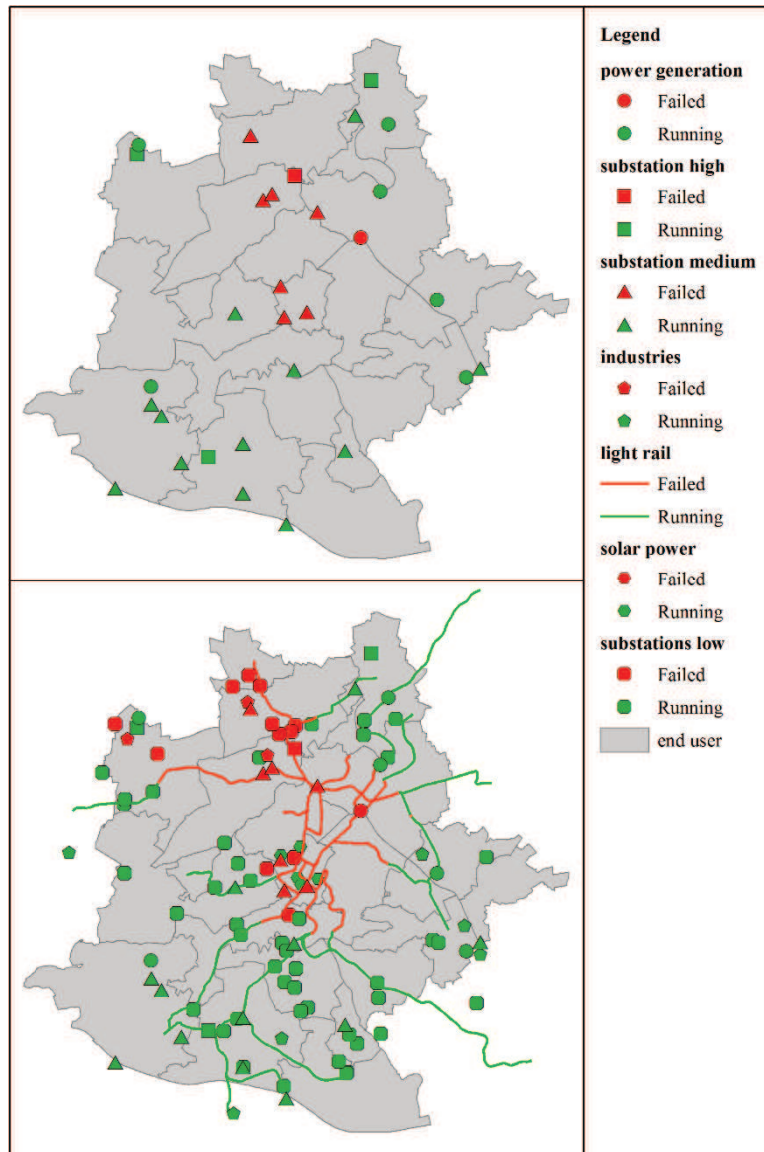 Legend
power generation
Failed
Running
substation high
Failed
Running
substation medium
Failed
Running
industries
Failed
Running
light rail
Failed
Running
solar power
Failed
Running
substations low
Failed
Running
end user